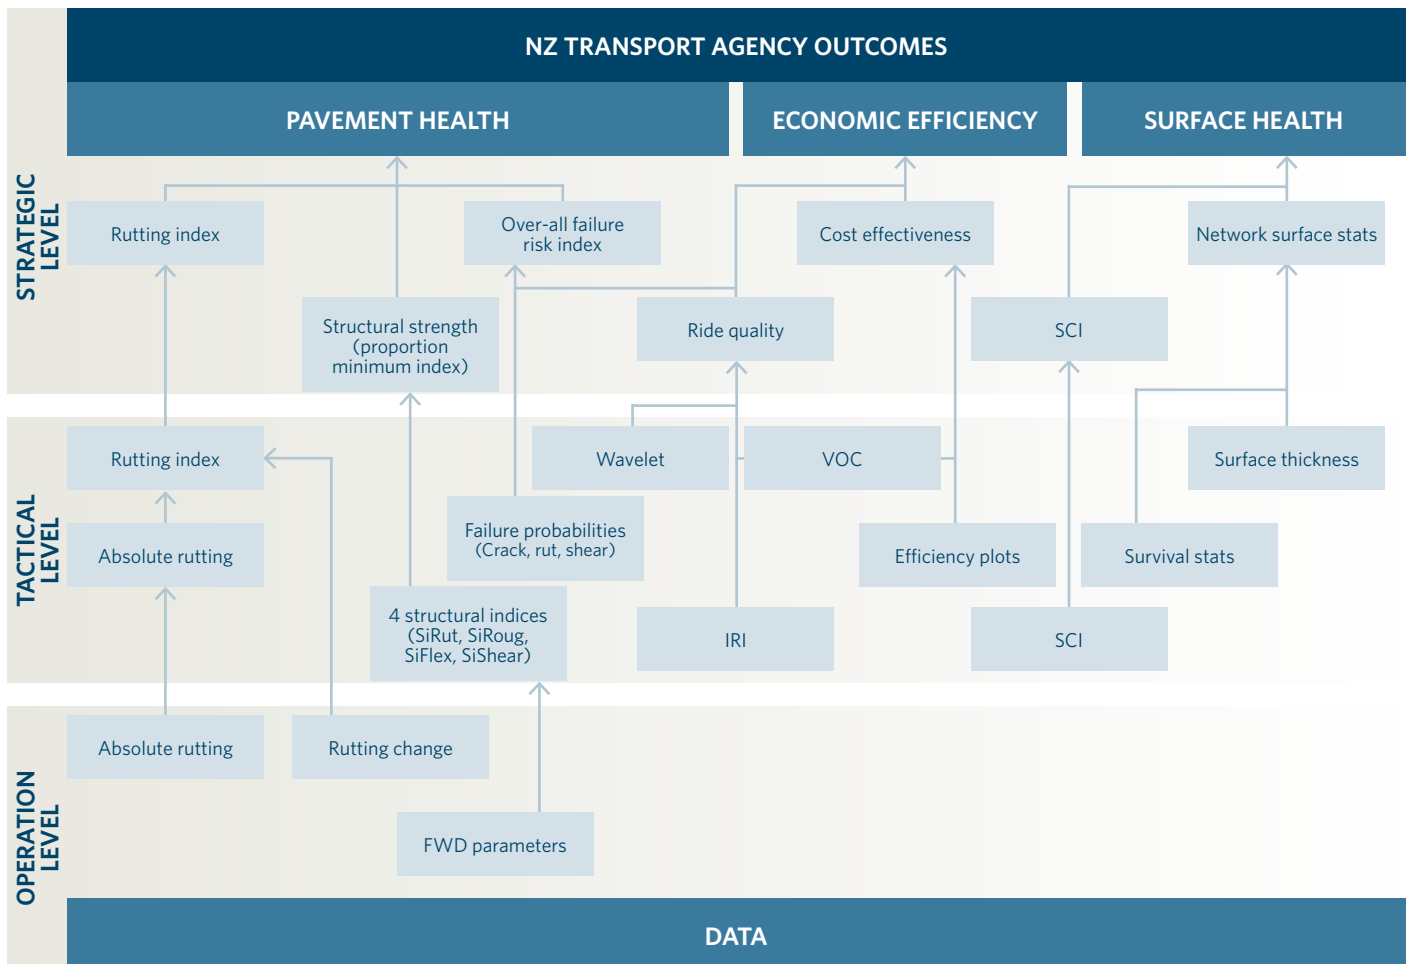 NZ TRANSPORT AGENCY OUTCOMES
PAVEMENT HEALTH
ECONOMIC EFFICIENCY
SURFACE HEALTH
STRATEGIC
LEVEL
Rutting index
Over-all failure
risk index
Cost effectiveness
Network surface stats
Structural strength
(proportion
minimum index)
Ride quality
SCI
TACTICAL
LEVEL
Rutting index
Wavelet
VOC
Surface thickness
Absolute rutting
Failure probabilities
(Crack, rut, shear)
Efficiency plots
Survival stats
4 structural indices
(SiRut, SiRoug,
SiFlex, SiShear)
IRI
SCI
OPERATION
LEVEL
Absolute rutting
Rutting change
FWD parameters
DATA